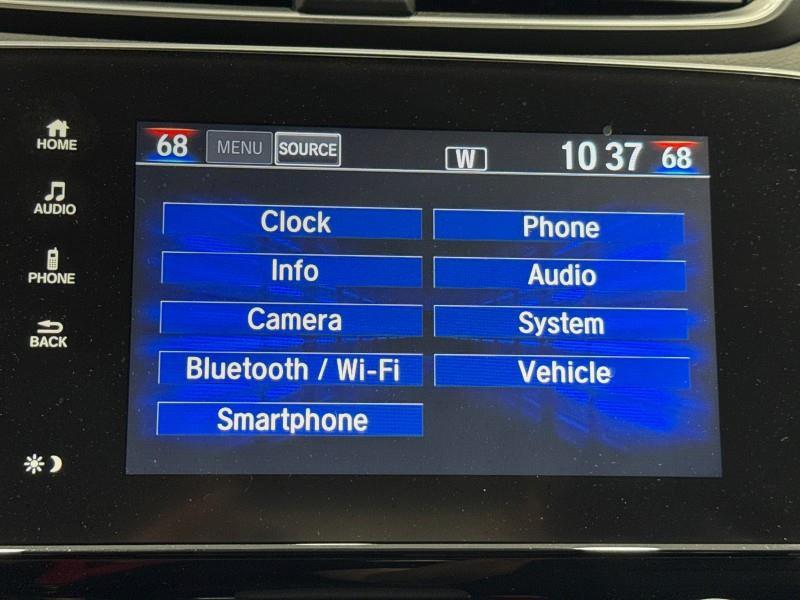 68 MENU SOURCE W 10 37 68
HOME
AUDIO
PHONE
BACK
Clock Phone
Info Audio
Camera System
Bluetooth / Wi-Fi Vehicle
Smartphone